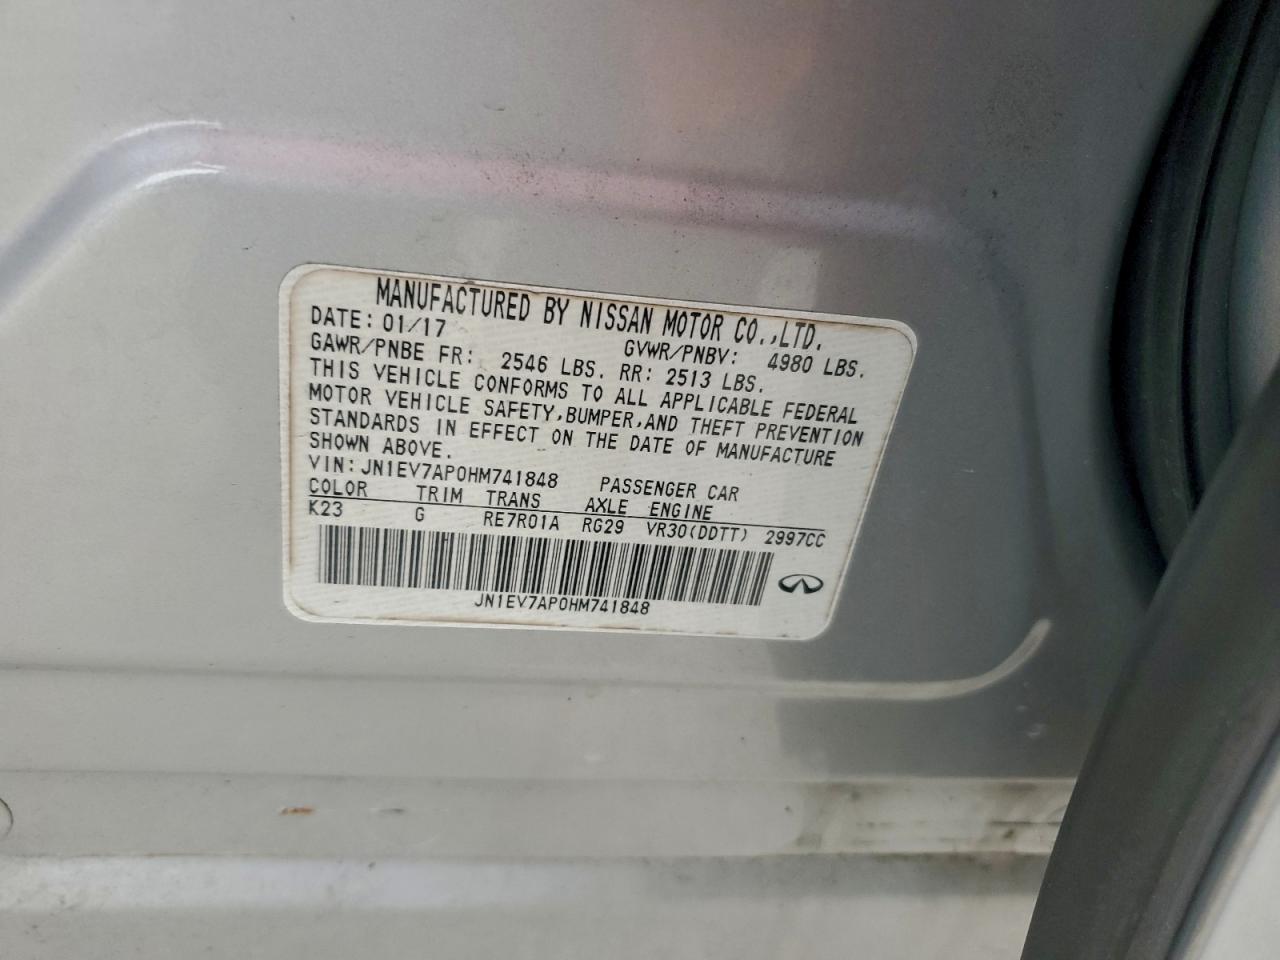 MANUFACTURED BY NISSAN MOTOR CO.,LTD.
DATE: 01/17 GVWR/PNBV: 4980 LBS.
GAWR/PNBE FR: 2546 LBS. RR: 2513 LBS.
THIS VEHICLE CONFORMS TO ALL APPLICABLE FEDERAL
MOTOR VEHICLE SAFETY,BUMPER,AND THEFT PREVENTION
STANDARDS IN EFFECT ON THE DATE OF MANUFACTURE
SHOWN ABOVE.
VIN: JN1EV7AP0HM741848 PASSENGER CAR
COLOR TRIM TRANS AXLE ENGINE
K23 G RE7R01A RG29 VR30(DDTT) 2997CC
JN1EV7AP0HM741848